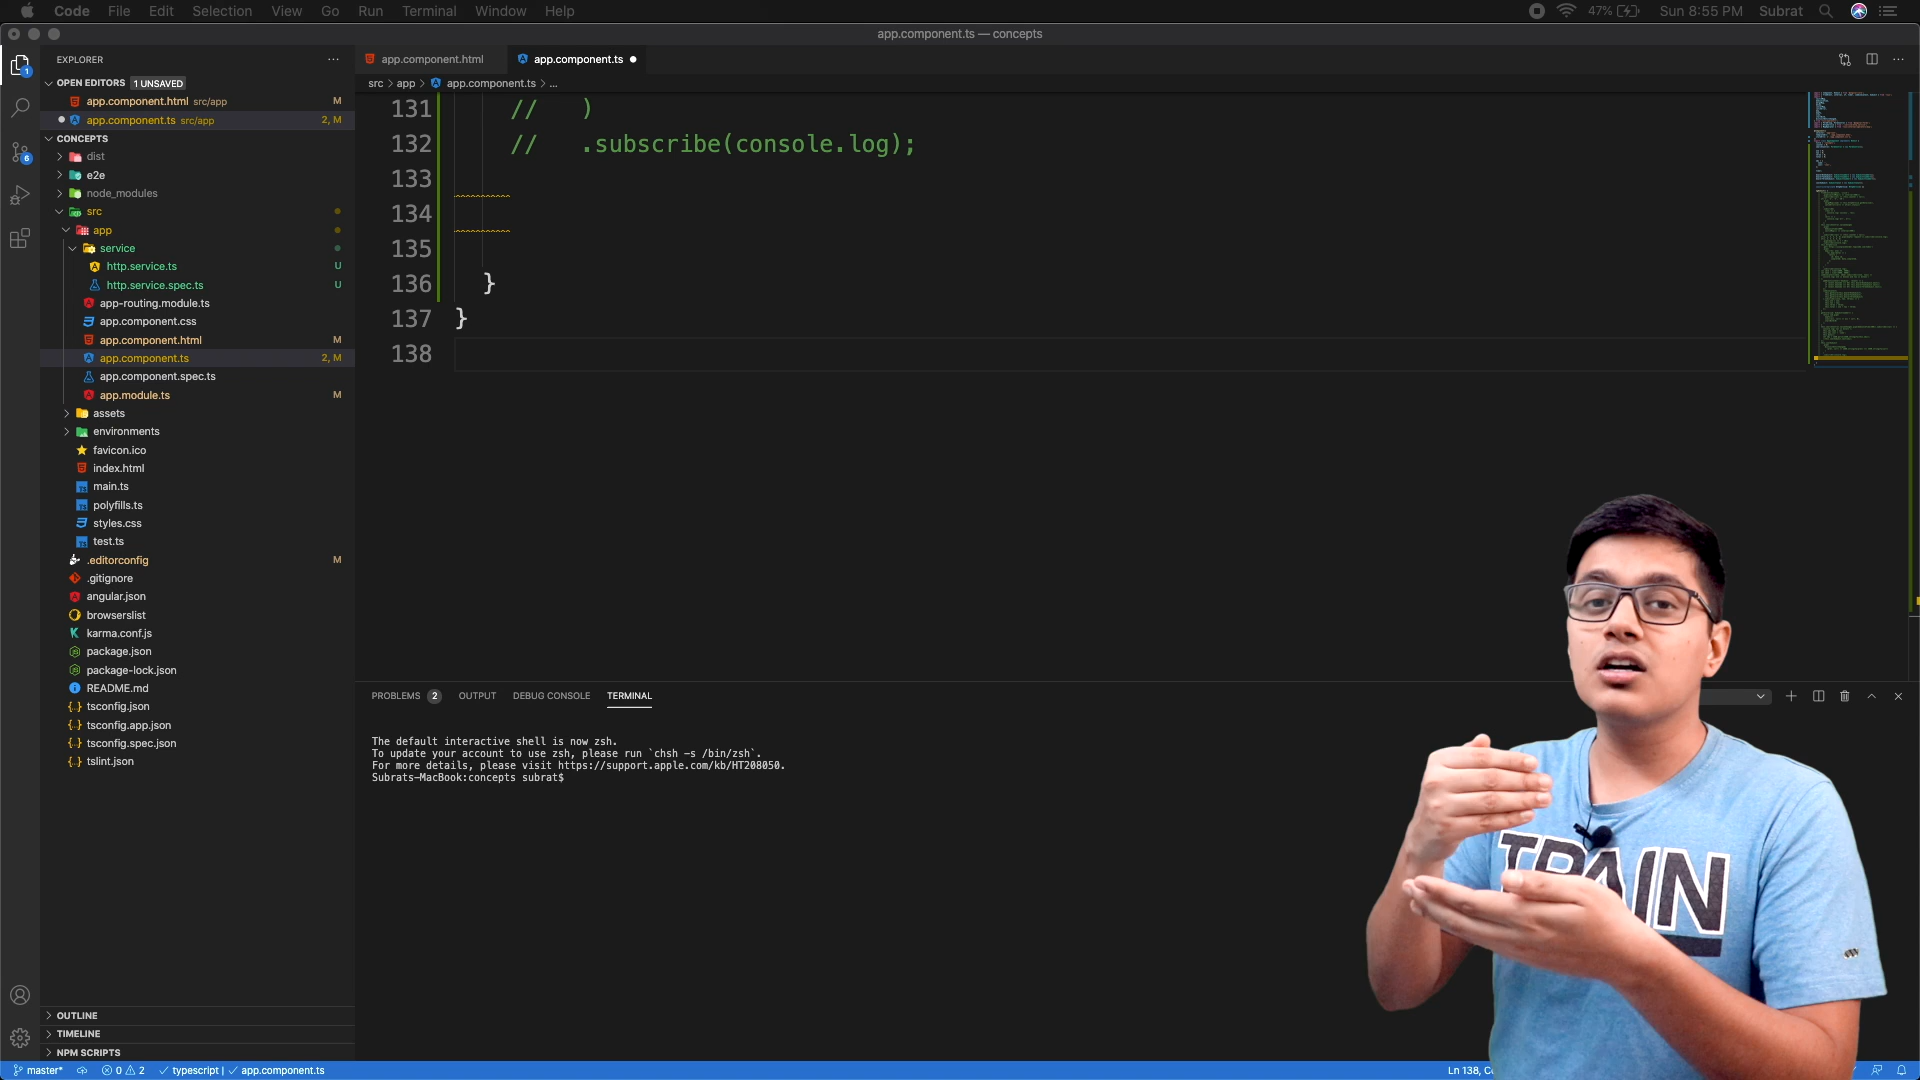 Code File Edit Selection View Go Run Terminal Window Help 47% Sun 8:55 PM Subrat
app.component.ts — concepts
EXPLORER
app.component.html
app.component.ts
OPEN EDITORS 1 UNSAVED
src > app > app.component.ts > ...
app.component.html src/app M
app.component.ts src/app 2, M
CONCEPTS
dist
e2e
node_modules
src
app
service
http.service.ts U
http.service.spec.ts U
app-routing.module.ts
app.component.css
app.component.html M
app.component.ts 2, M
app.component.spec.ts
app.module.ts M
assets
environments
favicon.ico
index.html
main.ts
polyfills.ts
styles.css
test.ts
.editorconfig M
.gitignore
angular.json
browserslist
karma.conf.js
package.json
package-lock.json
README.md
tsconfig.json
tsconfig.app.json
tsconfig.spec.json
tslint.json
OUTLINE
TIMELINE
NPM SCRIPTS
131 // )
132 // .subscribe(console.log);
133
134
135
136 }
137 }
138
PROBLEMS 2 OUTPUT DEBUG CONSOLE TERMINAL
The default interactive shell is now zsh.
To update your account to use zsh, please run `chsh -s /bin/zsh`.
For more details, please visit https://support.apple.com/kb/HT208050.
Subrats-MacBook:concepts subrat$
TRAIN
master* 0 2 typescript | app.component.ts Ln 138,